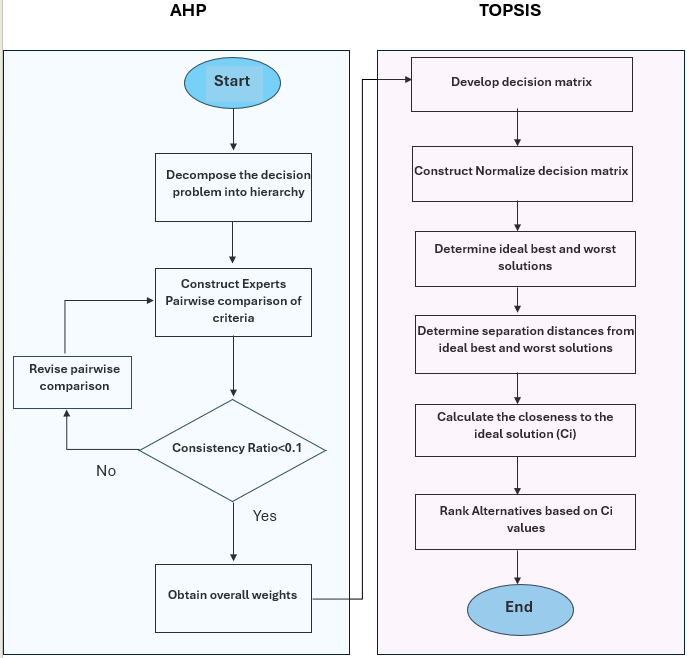 AHP
Start
Decompose the decision
problem into hierarchy
Construct Experts
Pairwise comparison of
criteria
Revise pairwise
comparison
Consistency Ratio<0.1
No
Yes
Obtain overall weights
TOPSIS
Develop decision matrix
Construct Normalize decision matrix
Determine ideal best and worst
solutions
Determine separation distances from
ideal best and worst solutions
Calculate the closeness to the
ideal solution (Ci)
Rank Alternatives based on Ci
values
End